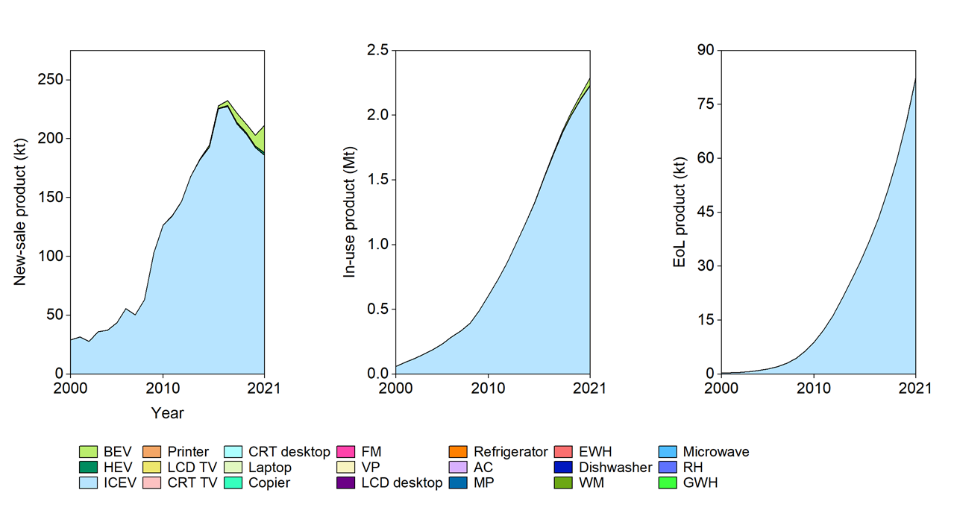 New-sale product (kt)
250
200
150
100
50
0
2000 2010 2021
Year
In-use product (Mt)
2.5
2.0
1.5
1.0
0.5
0.0
2000 2010 2021
EoL product (kt)
90
75
60
45
30
15
0
2000 2010 2021
BEV Printer CRT desktop FM Refrigerator EWH Microwave
HEV LCD TV Laptop VP AC Dishwasher RH
ICEV CRT TV Copier LCD desktop MP WM GWH